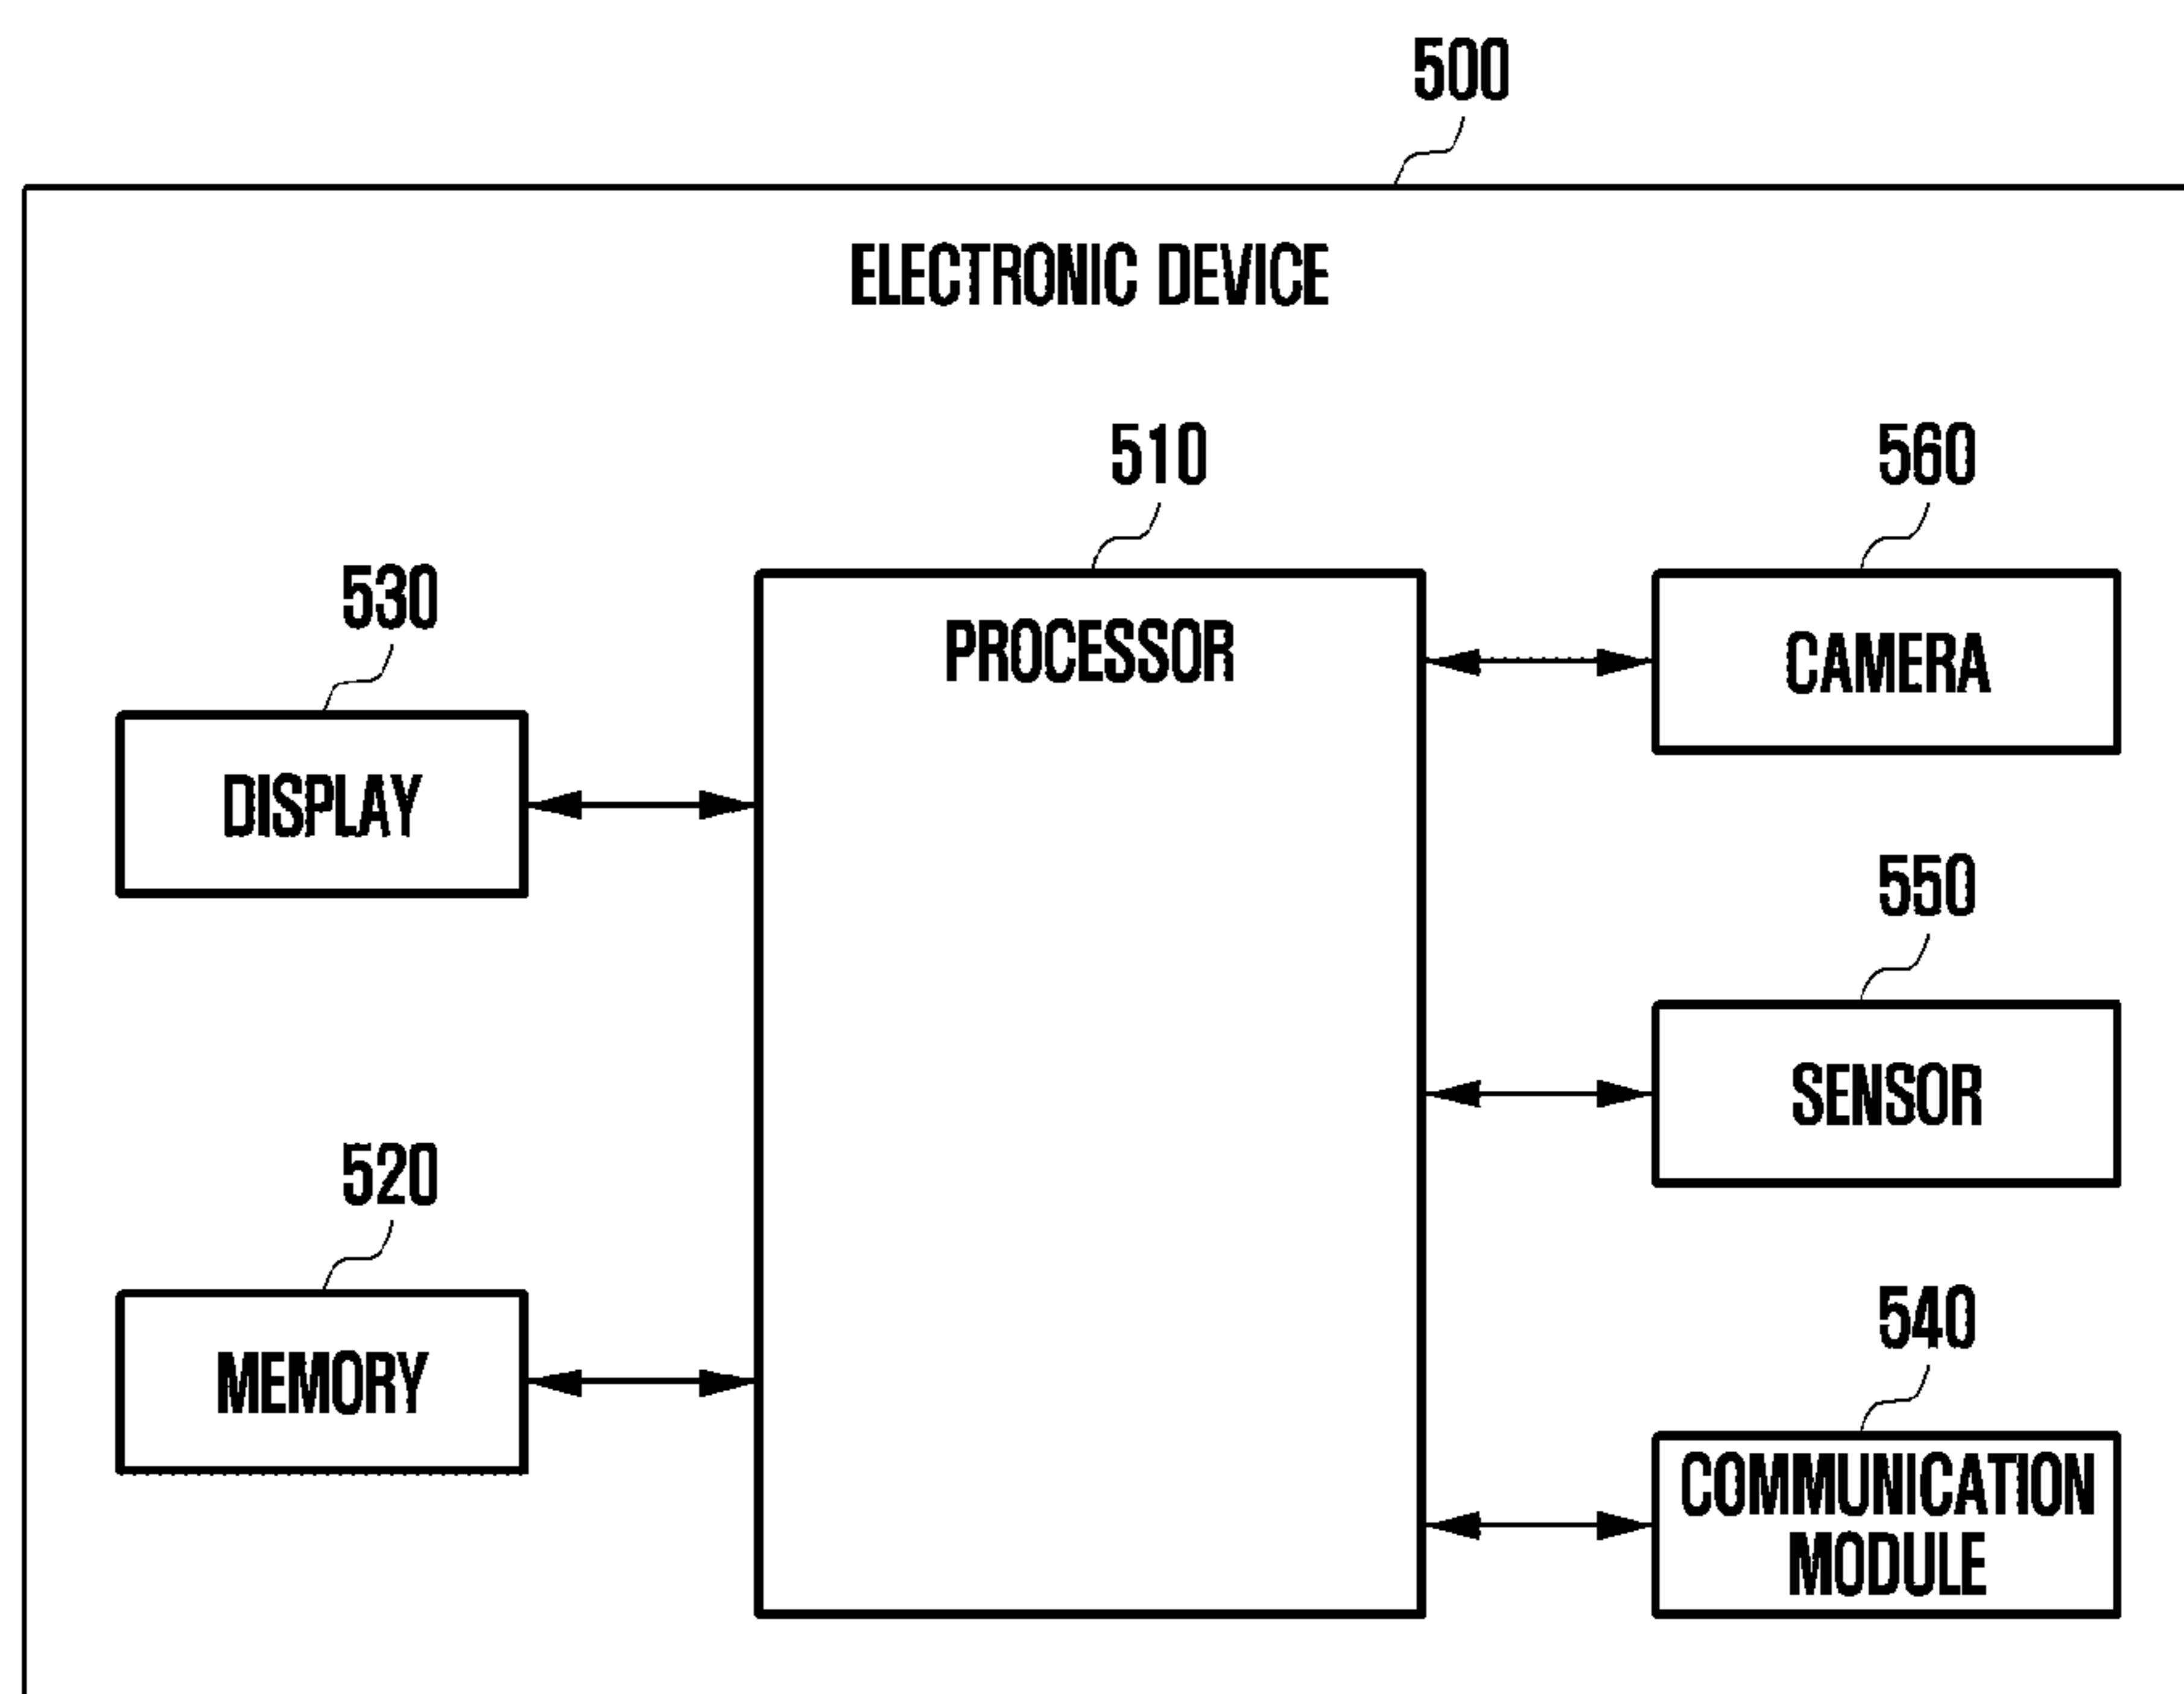 500
ELECTRONIC DEVICE
510
560
530
PROCESSOR
CAMERA
DISPLAY
550
SENSOR
520
540
MEMORY
COMMUNICATION
MODULE